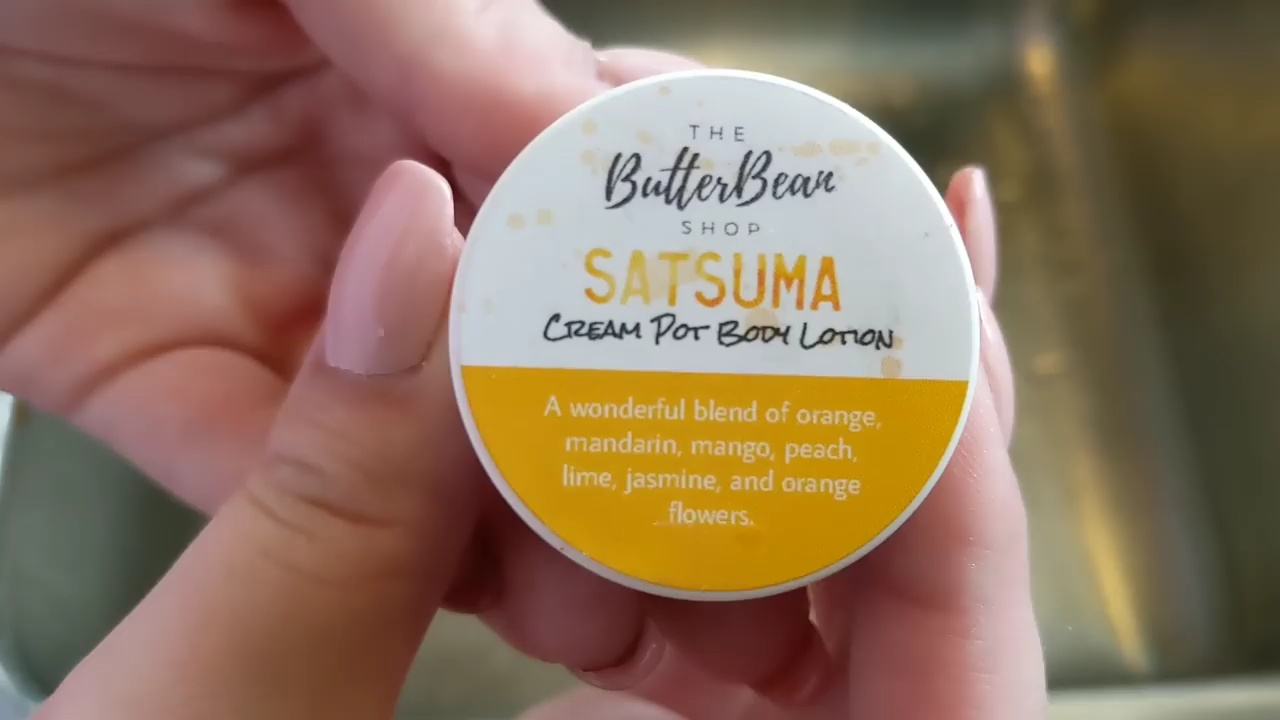 THE
ButterBean
SHOP
SATSUMA
CREAM POT BODY LOTION
A wonderful blend of orange,
mandarin, mango, peach,
lime, jasmine, and orange
flowers.